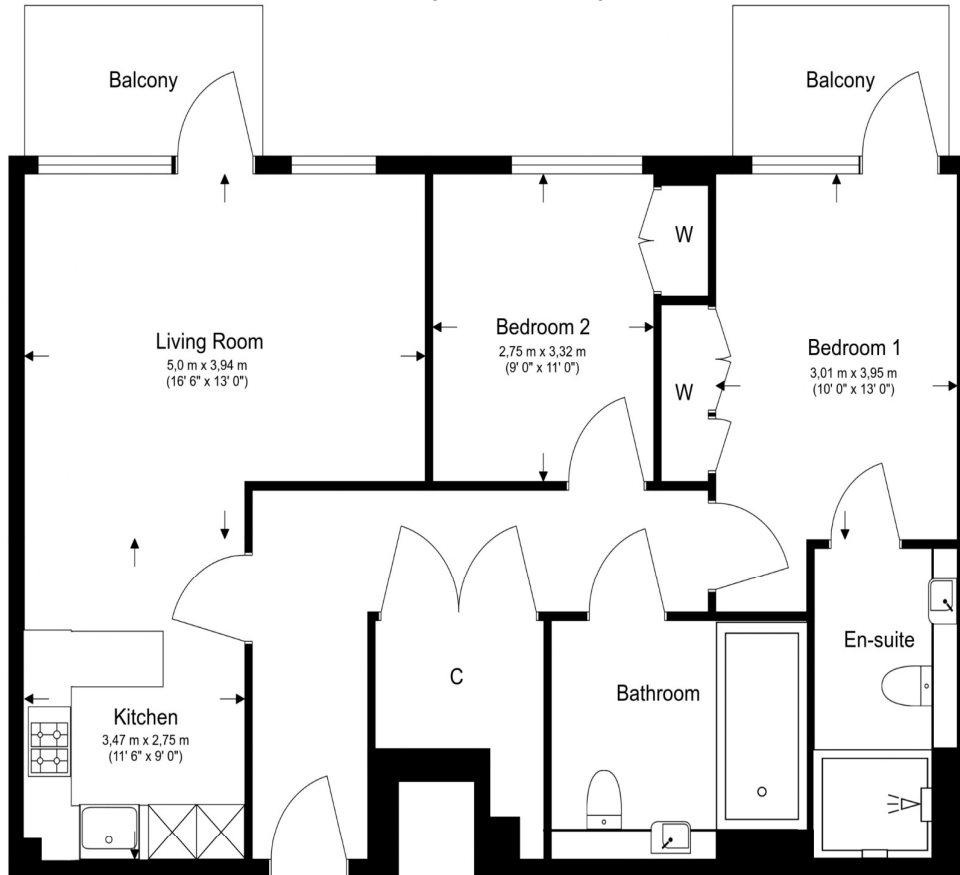 Balcony
Balcony
W
Living Room
5,0 m x 3,94 m
(16' 6" x 13' 0")
Bedroom 2
2,75 m x 3,32 m
(9' 0" x 11' 0")
Bedroom 1
3,01 m x 3,95 m
(10' 0" x 13' 0")
W
En-suite
C
Bathroom
Kitchen
3,47 m x 2,75 m
(11' 6" x 9' 0")